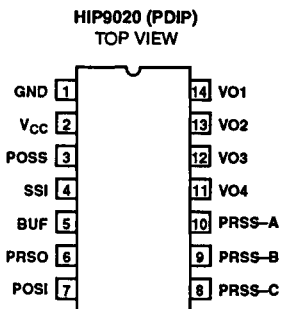 HIP9020 (PDIP)
TOP VIEW
GND 1 14 VO1
VCC 2 13 VO2
POSS 3 12 VO3
SSI 4 11 VO4
BUF 5 10 PRSS–A
PRSO 6 9 PRSS–B
POSI 7 8 PRSS–C